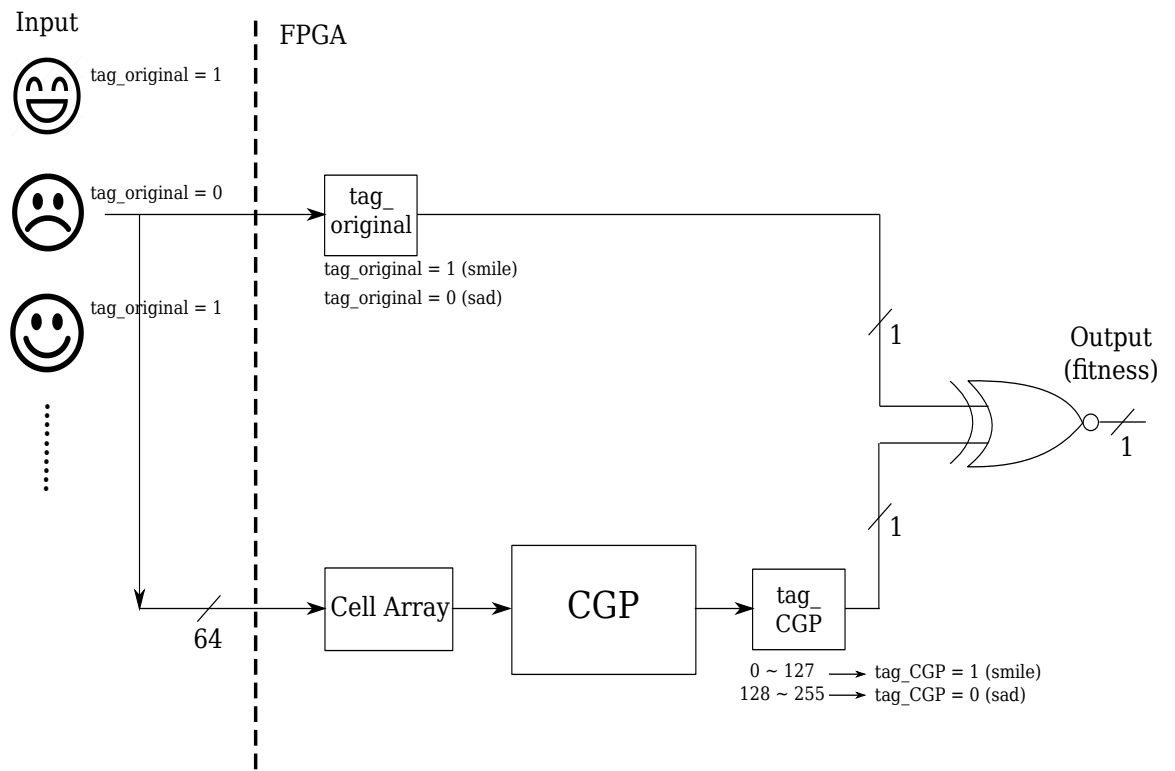 Input
FPGA
tag_original = 1
tag_original = 0
tag_
original
tag_original = 1 (smile)
tag_original = 0 (sad)
tag_original = 1
1
Output
(fitness)
1
1
64
Cell Array
CGP
tag_
CGP
0 ~ 127 tag_CGP = 1 (smile)
128 ~ 255 tag_CGP = 0 (sad)